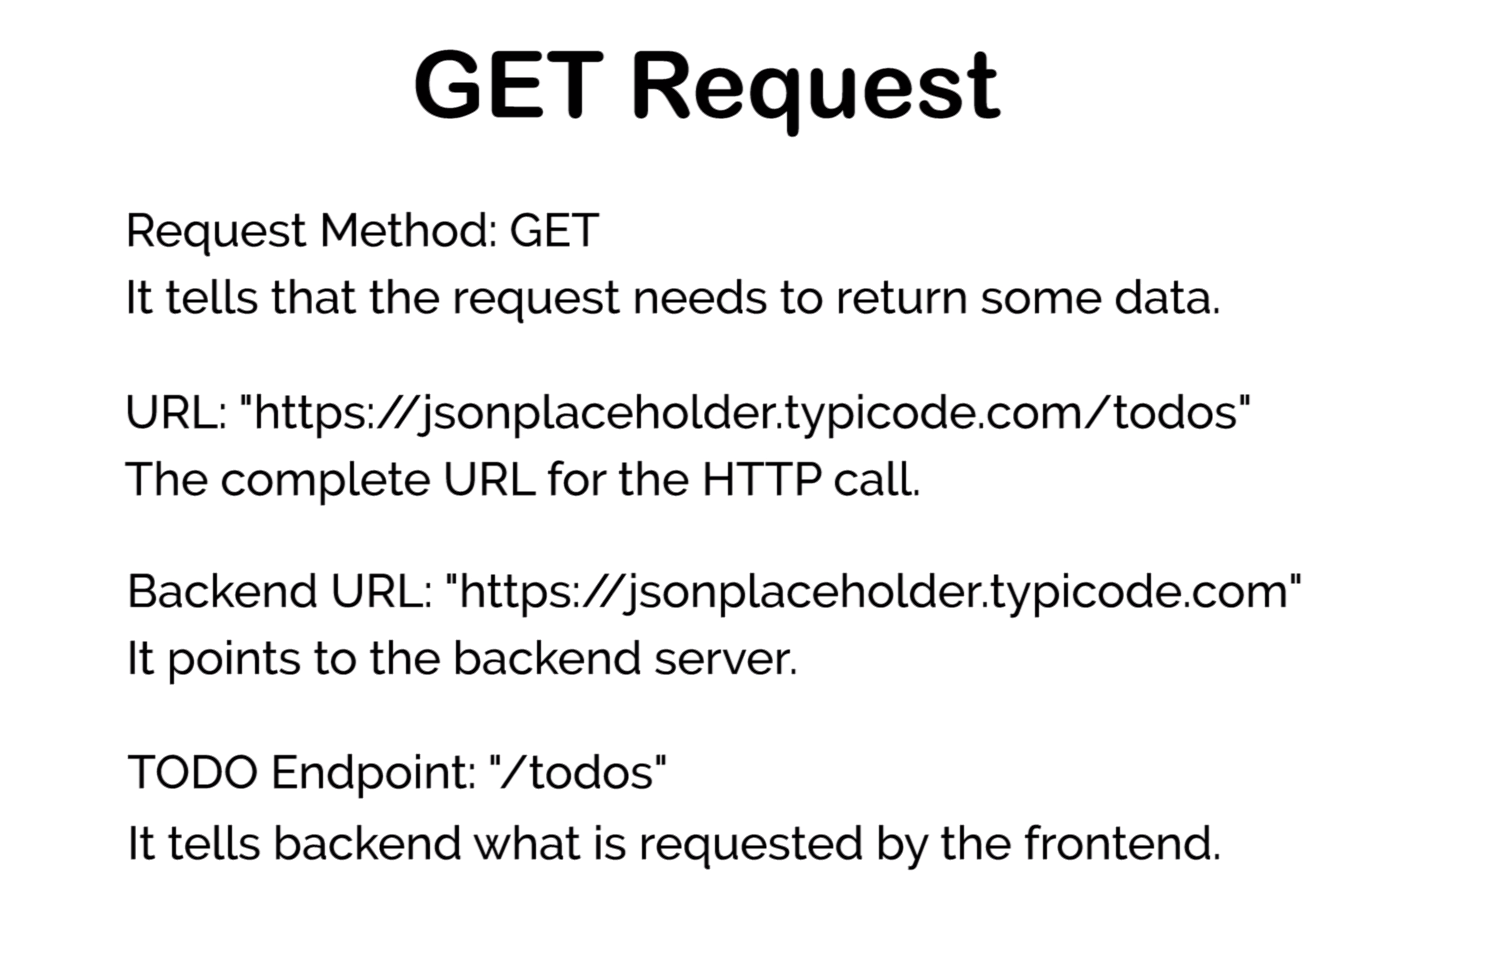 GET Request
Request Method: GET
It tells that the request needs to return some data.
URL: "https://jsonplaceholder.typicode.com/todos"
The complete URL for the HTTP call.
Backend URL: "https://jsonplaceholder.typicode.com"
It points to the backend server.
TODO Endpoint: "/todos"
It tells backend what is requested by the frontend.